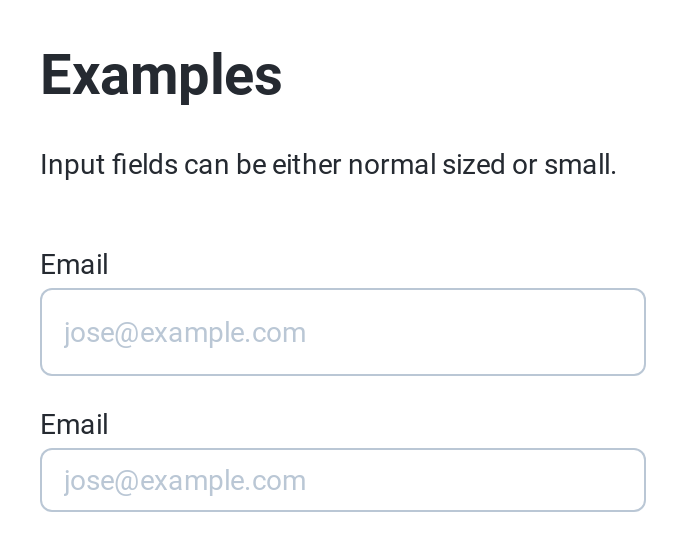 Examples
Input fields can be either normal sized or small.
Email
jose@example.com
Email
jose@example.com